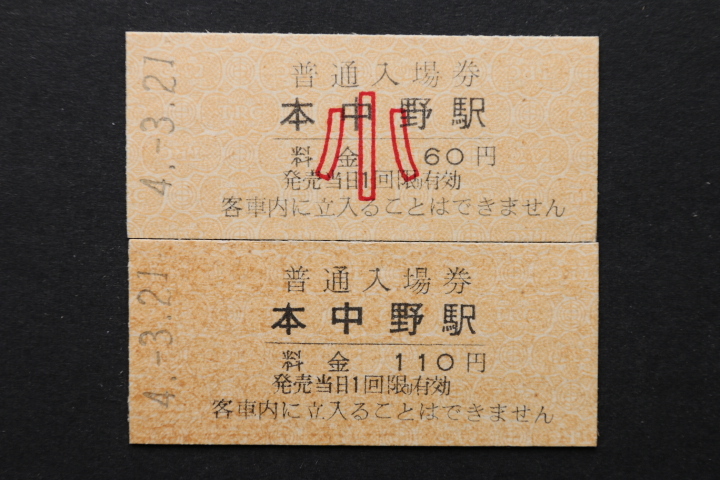 4.-3.21
普通入場券
本中野駅
小
料金 60円
発売当日1回限り有効
客車内に立入ることはできません
4.-3.21
普通入場券
本中野駅
料金 110円
発売当日1回限り有効
客車内に立入ることはできません